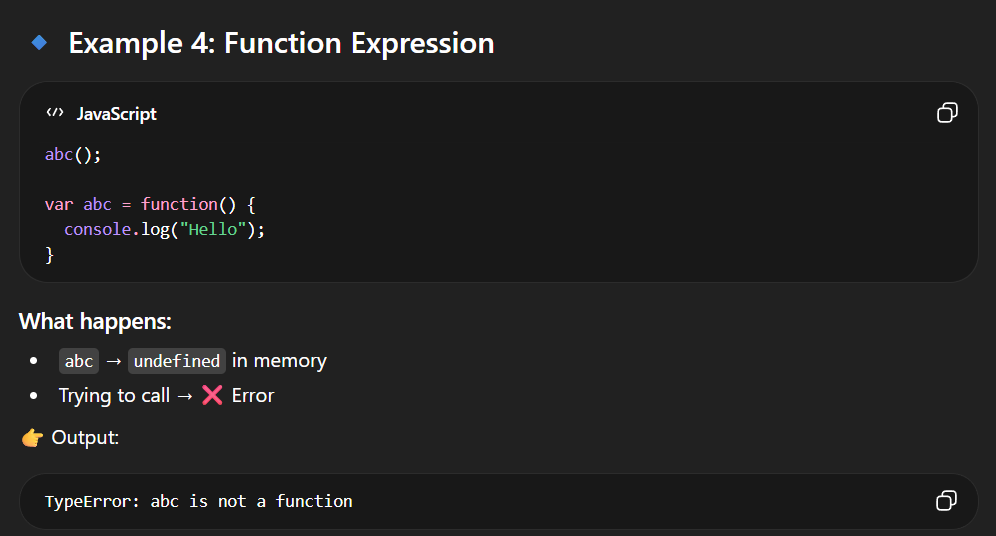 🔹 Example 4: Function Expression
</> JavaScript
abc();
var abc = function() {
  console.log("Hello");
}
What happens:
• abc → undefined in memory
• Trying to call → ❌ Error
👉 Output:
TypeError: abc is not a function